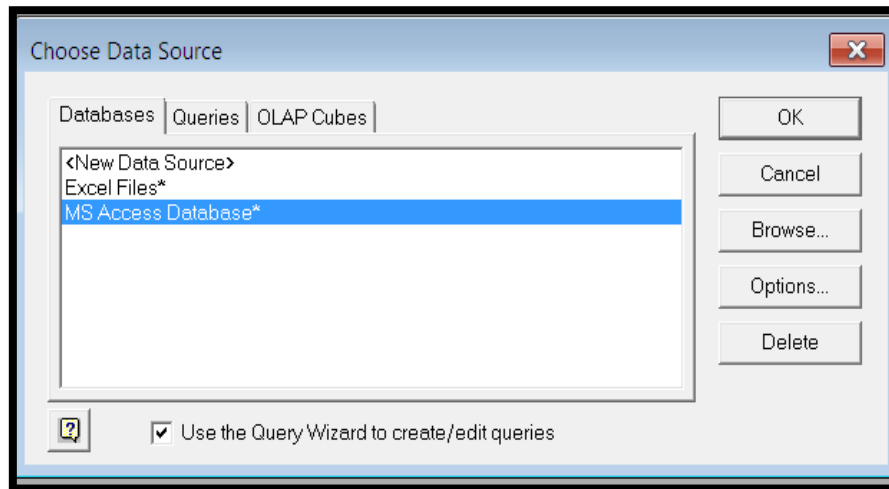 Choose Data Source
Databases Queries OLAP Cubes
<New Data Source>
Excel Files*
MS Access Database*
OK
Cancel
Browse...
Options...
Delete
Use the Query Wizard to create/edit queries